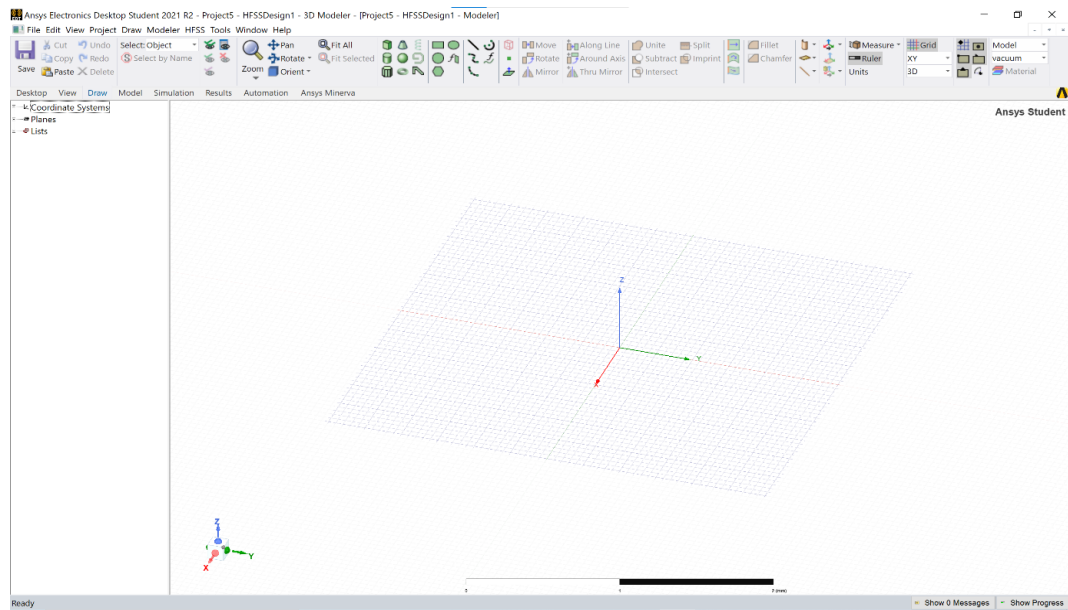 Ansys Electronics Desktop Student 2021 R2 - Project5 - HFSSDesign1 - 3D Modeler - [Project5 - HFSSDesign1 - Modeler]
File Edit View Project Draw Modeler HFSS Tools Window Help
Save
Cut Undo
Copy Redo
Paste Delete
Select: Object
Select by Name
Zoom
Pan
Rotate
Orient
Fit All
Fit Selected
Move Along Line
Rotate Around Axis
Mirror Thru Mirror
Unite Split
Subtract Imprint
Intersect
Fillet
Chamfer
Measure
Ruler
Units
Grid
XY
3D
Model
vacuum
Material
Desktop View Draw Model Simulation Results Automation Ansys Minerva
Coordinate Systems
Planes
Lists
Ansys Student
Z
Y
X
Z
Y
X
Ready
Show 0 Messages Show Progress